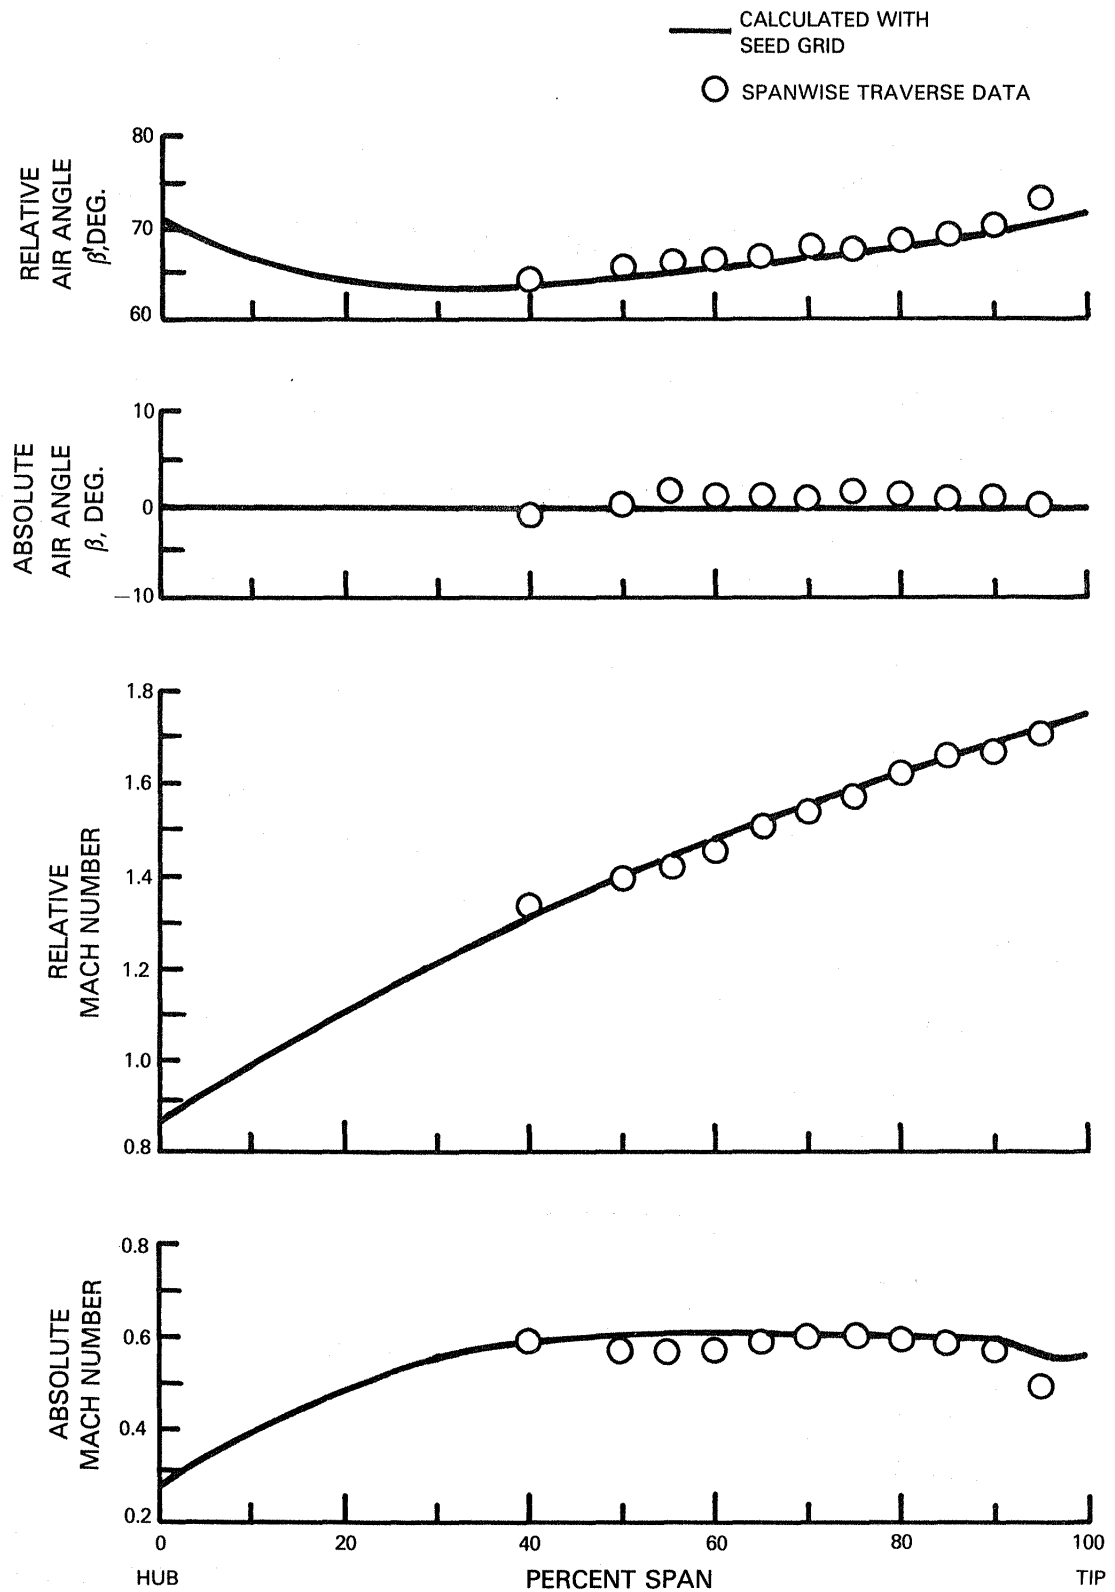 CALCULATED WITH
SEED GRID
SPANWISE TRAVERSE DATA
RELATIVE
AIR ANGLE
β',DEG.
80
70
60
ABSOLUTE
AIR ANGLE
β, DEG.
10
0
—10
RELATIVE
MACH NUMBER
1.8
1.6
1.4
1.2
1.0
0.8
ABSOLUTE
MACH NUMBER
0.8
0.6
0.4
0.2
0 20 40 60 80 100
HUB PERCENT SPAN TIP